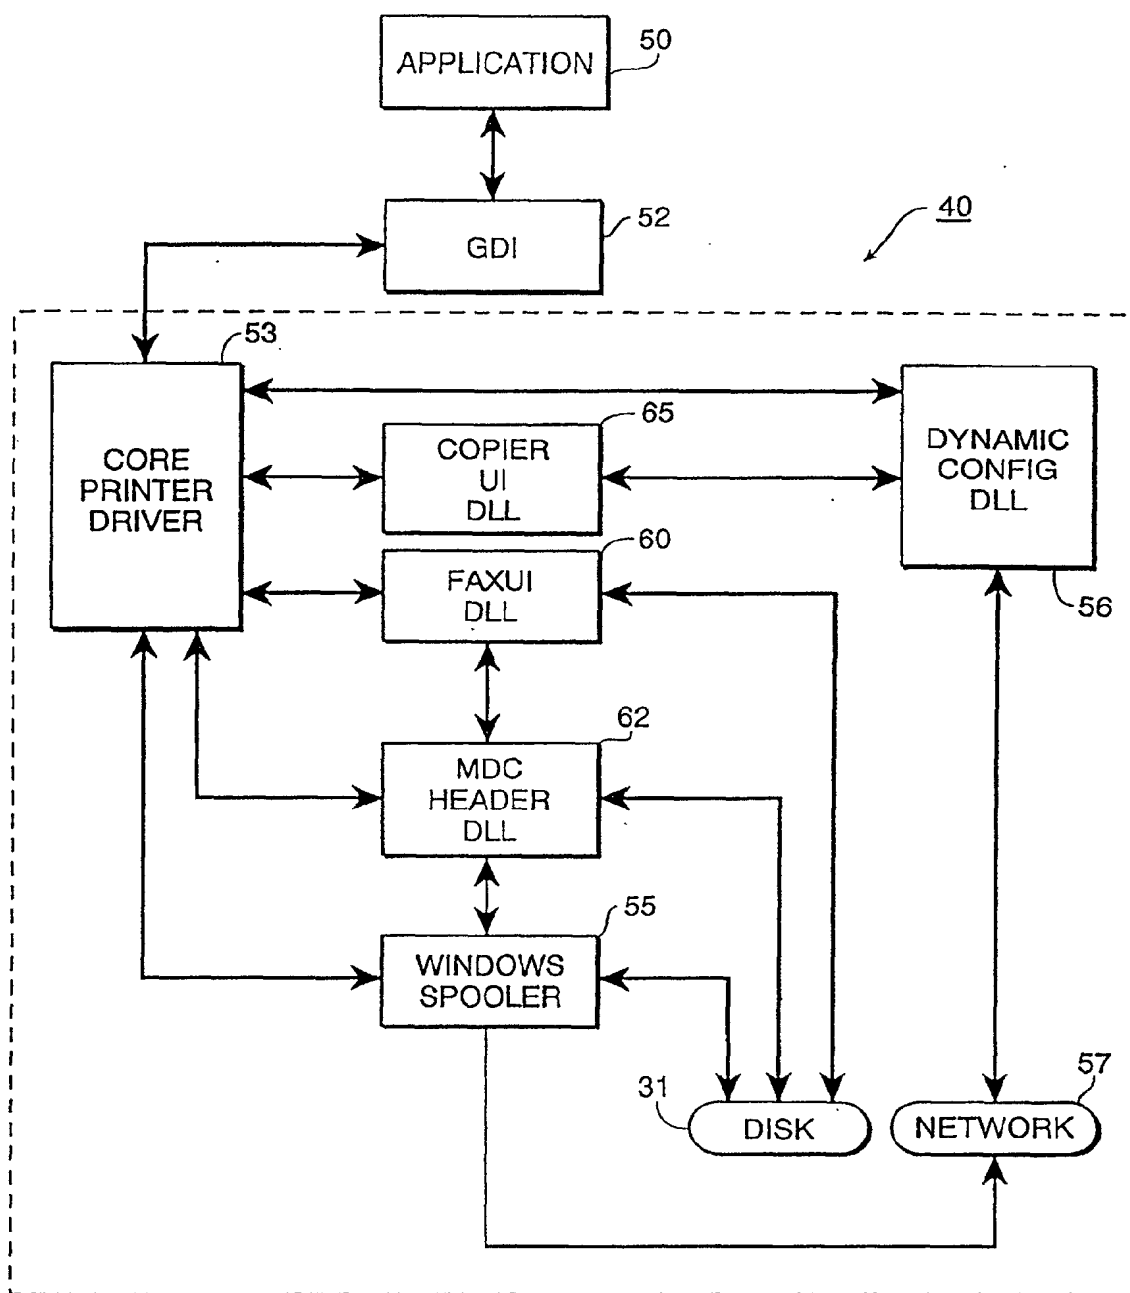 APPLICATION
50
GDI
52
40
53
CORE
PRINTER
DRIVER
65
COPIER
UI
DLL
DYNAMIC
CONFIG
DLL
56
60
FAXUI
DLL
62
MDC
HEADER
DLL
55
WINDOWS
SPOOLER
31
DISK
57
NETWORK